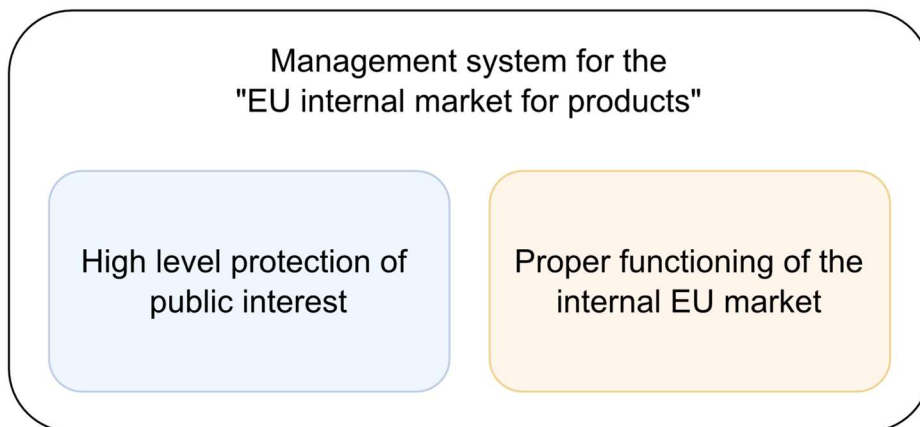 Management system for the
"EU internal market for products"
High level protection of
public interest
Proper functioning of the
internal EU market